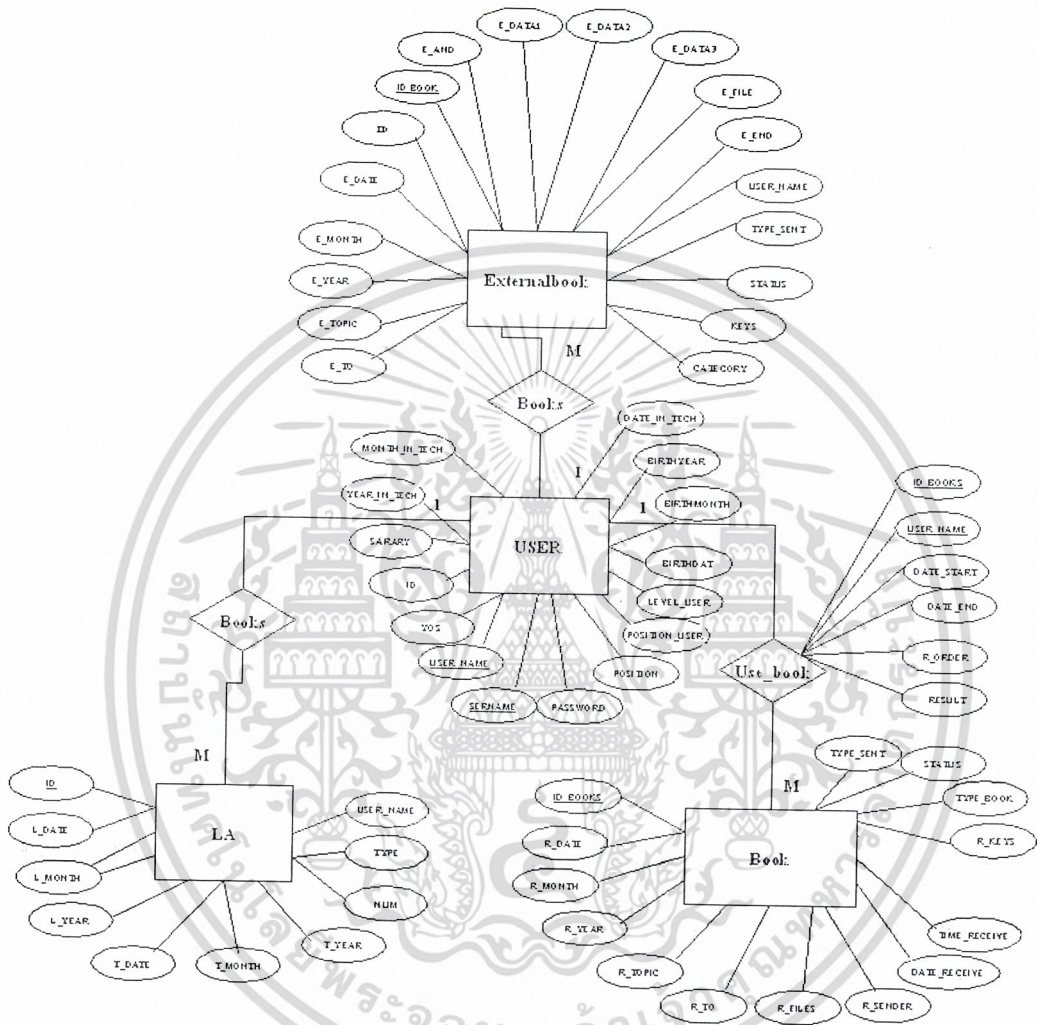 E_DATA1
E_DATA2
E_AND
E_DATA3
ID_BOOK
E_FILE
ID
E_END
E_DATE
USER_NAME
TYPE_SENT
E_MONTH
Externalbook
E_YEAR
STATUS
E_TOPIC
KEYS
E_TO
M
CATECORY
Books
DATE_IN_TECH
MONTH_IN_TECH
BIRTHYEAR
1
ID_BOOKS
YEAR_IN_TECH
1
1
BIRTHMONTH
USER_NAME
SARARY
USER
BIRTHDAT
DATE_START
ID
LEVEL_USER
DATE_END
Books
YOS
POSITION_USER
R_ORDER
USER_NAME
POSITION
Use_book
RESULT
SERNAME
PASSWORD
M
TYPE_SENT
STATUS
ID
ID_BOOKS
M
TYPE_BOOK
L_DATE
LA
USER_NAME
R_DATE
Book
R_KEYS
L_MONTH
TYPE
R_MONTH
L_YEAR
NUM
R_YEAR
T_DATE
T_MONTH
T_YEAR
R_TOPIC
R_TO
R_FILES
R_SENDER
DATE_RECEIVE
TIME_RECEIVE